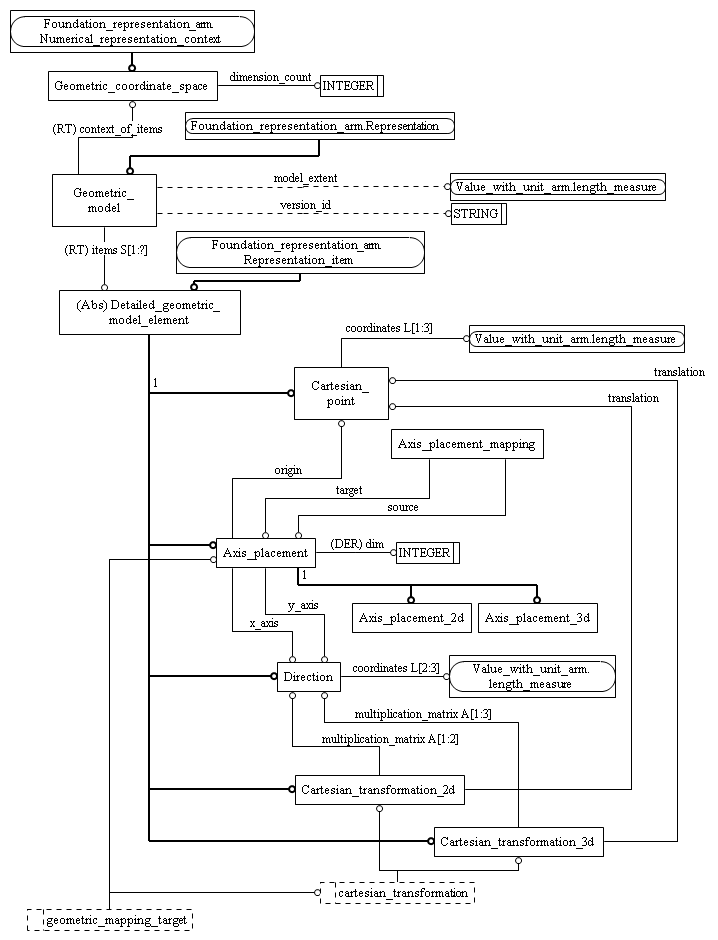 Foundation_representation_arm.
Numerical_representation_context
Geometric_coordinate_space
dimension_count
INTEGER
(RT) context_of_items
Foundation_representation_arm.Representation
Geometric_
model
model_extent
Value_with_unit_arm.length_measure
version_id
STRING
(RT) items S[1:?]
Foundation_representation_arm.
Representation_item
(Abs) Detailed_geometric_
model_element
coordinates L[1:3]
Value_with_unit_arm.length_measure
translation
1
Cartesian_
point
translation
Axis_placement_mapping
origin
target
source
Axis_placement
(DER) dim
INTEGER
1
y_axis
x_axis
Axis_placement_2d
Axis_placement_3d
Direction
coordinates L[2:3]
Value_with_unit_arm.
length_measure
multiplication_matrix A[1:3]
multiplication_matrix A[1:2]
Cartesian_transformation_2d
Cartesian_transformation_3d
cartesian_transformation
geometric_mapping_target